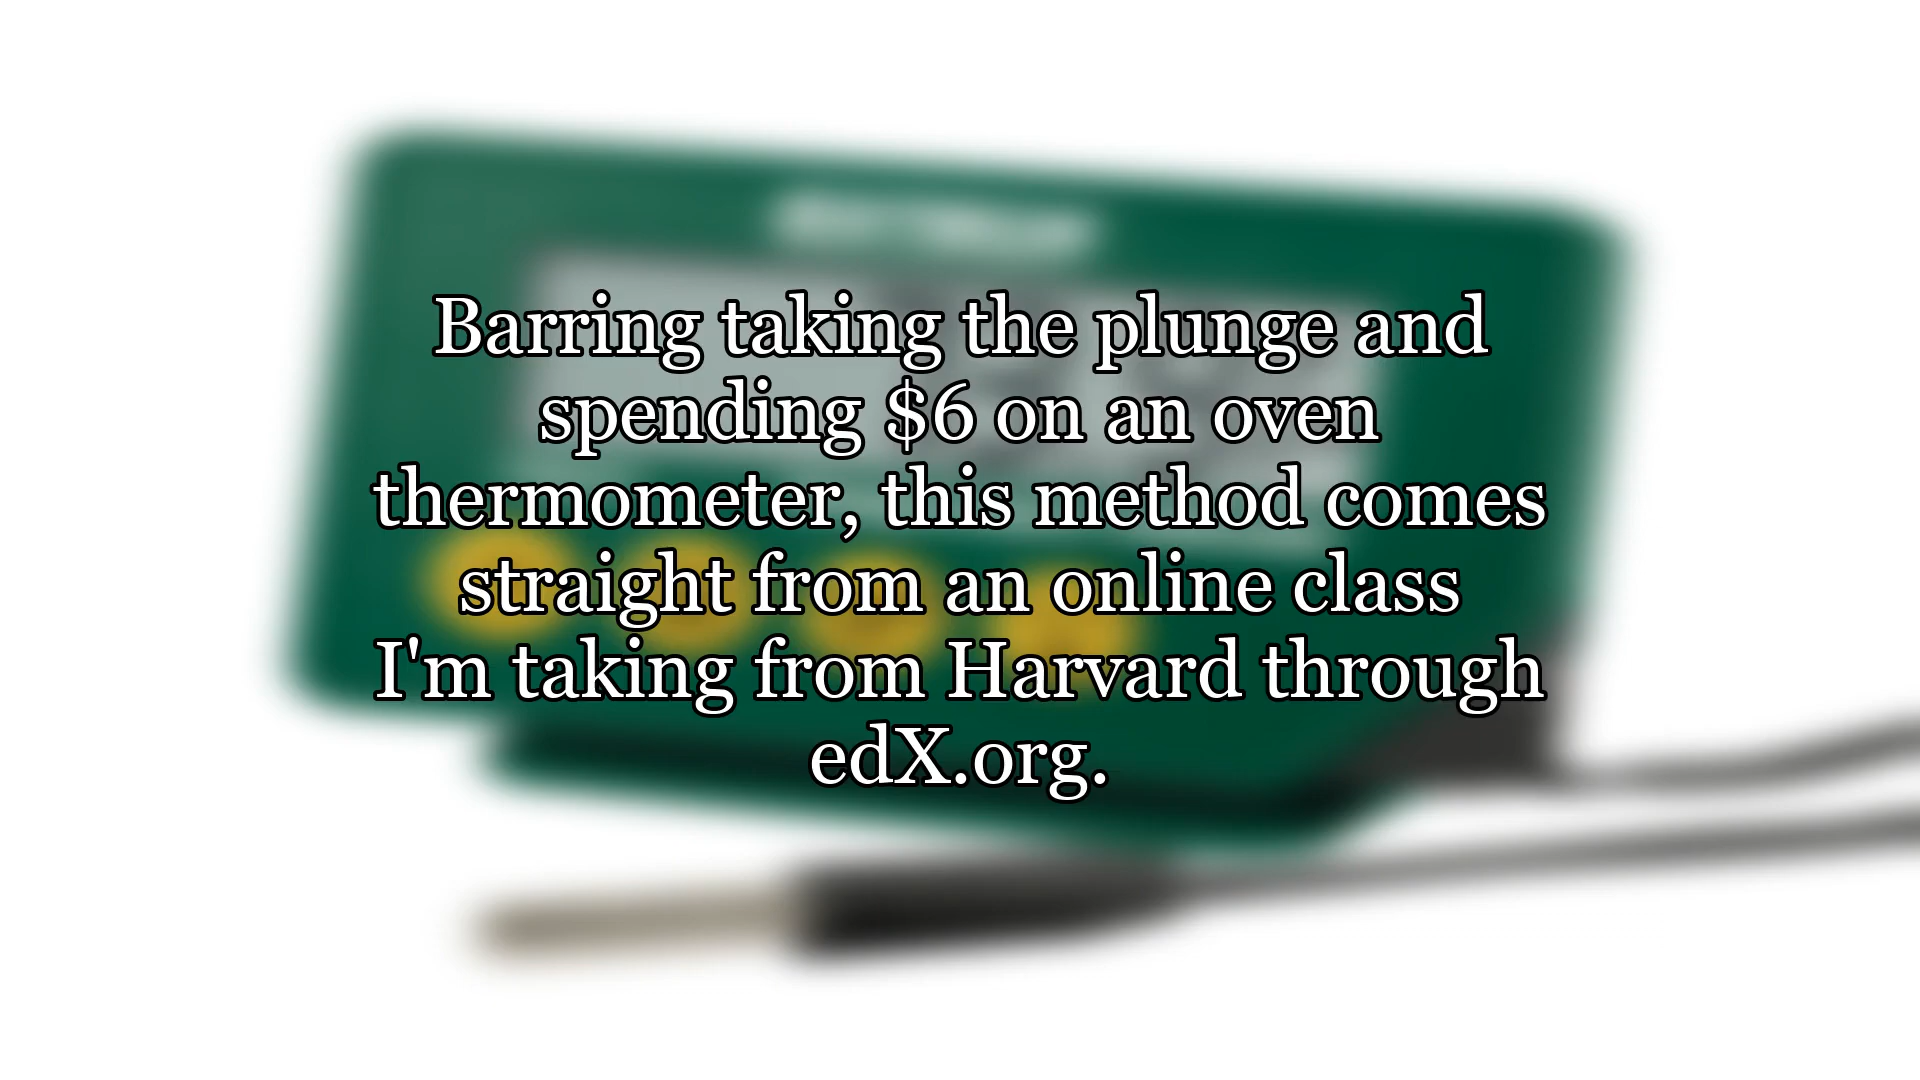 Barring taking the plunge and
spending $6 on an oven
thermometer, this method comes
straight from an online class
I'm taking from Harvard through
edX.org.